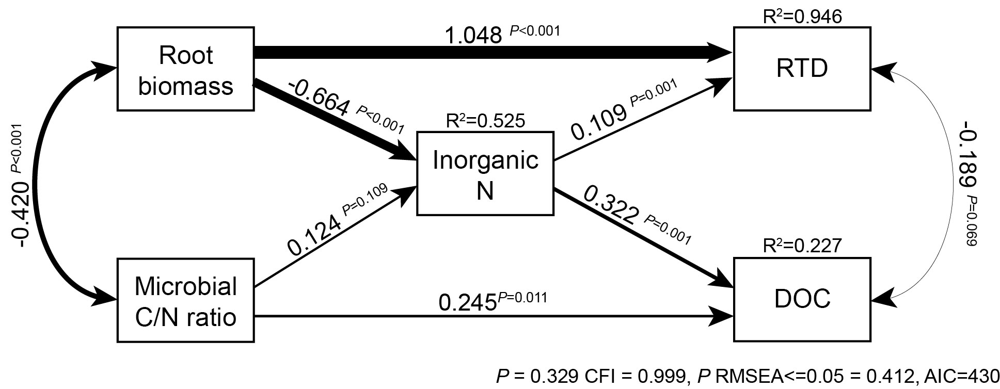 R²=0.946
1.048 P<0.001
Root
biomass
RTD
-0.664 P<0.001
0.109 P=0.001
R²=0.525
-0.420 P<0.001
Inorganic
N
-0.189 P=0.069
0.124 P=0.109
0.322 P=0.001
R²=0.227
Microbial
C/N ratio
0.245P=0.011
DOC
P = 0.329 CFI = 0.999, P RMSEA<=0.05 = 0.412, AIC=430